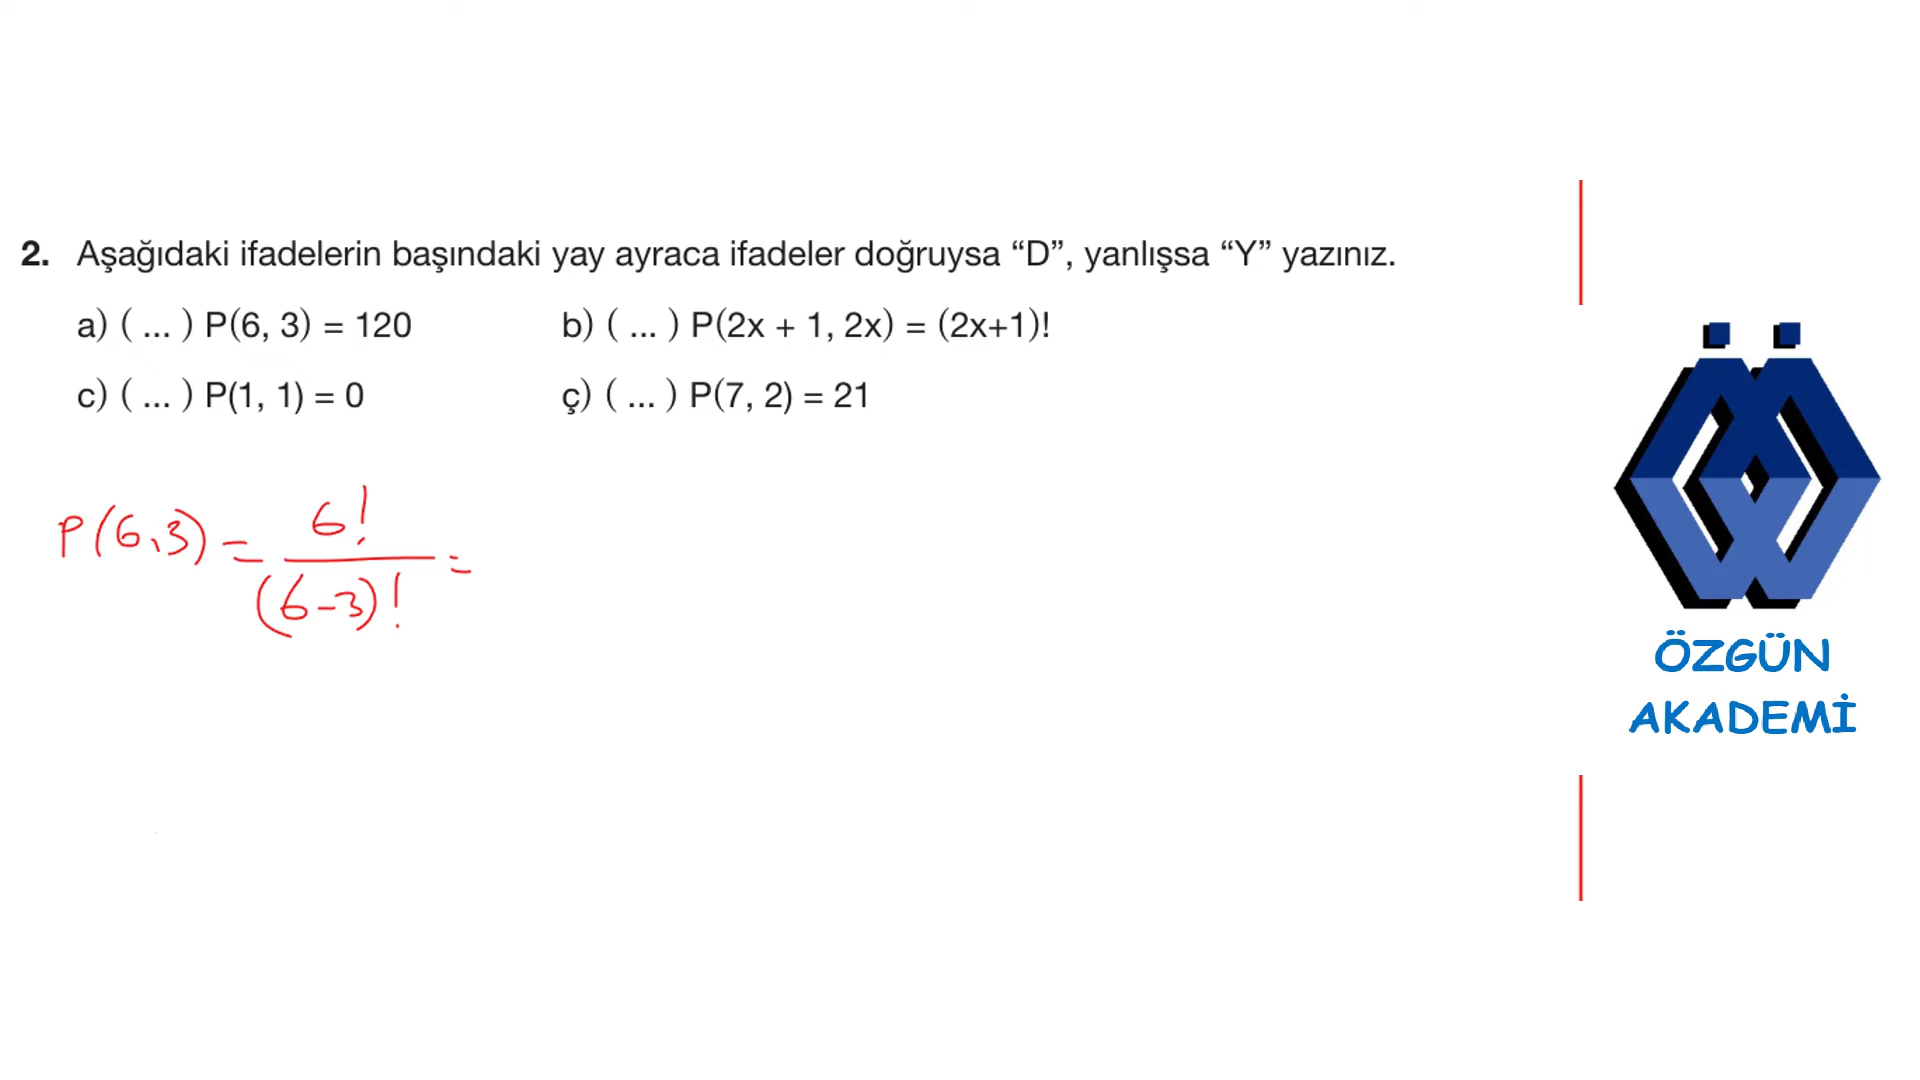 2. Aşağıdaki ifadelerin başındaki yay ayraca ifadeler doğruysa “D”, yanlışsa “Y” yazınız.
a) ( ... ) P(6, 3) = 120 b) ( ... ) P(2x + 1, 2x) = (2x+1)!
c) ( ... ) P(1, 1) = 0 ç) ( ... ) P(7, 2) = 21
P(6,3) = 6! / (6-3)! =
ÖZGÜN
AKADEMİ